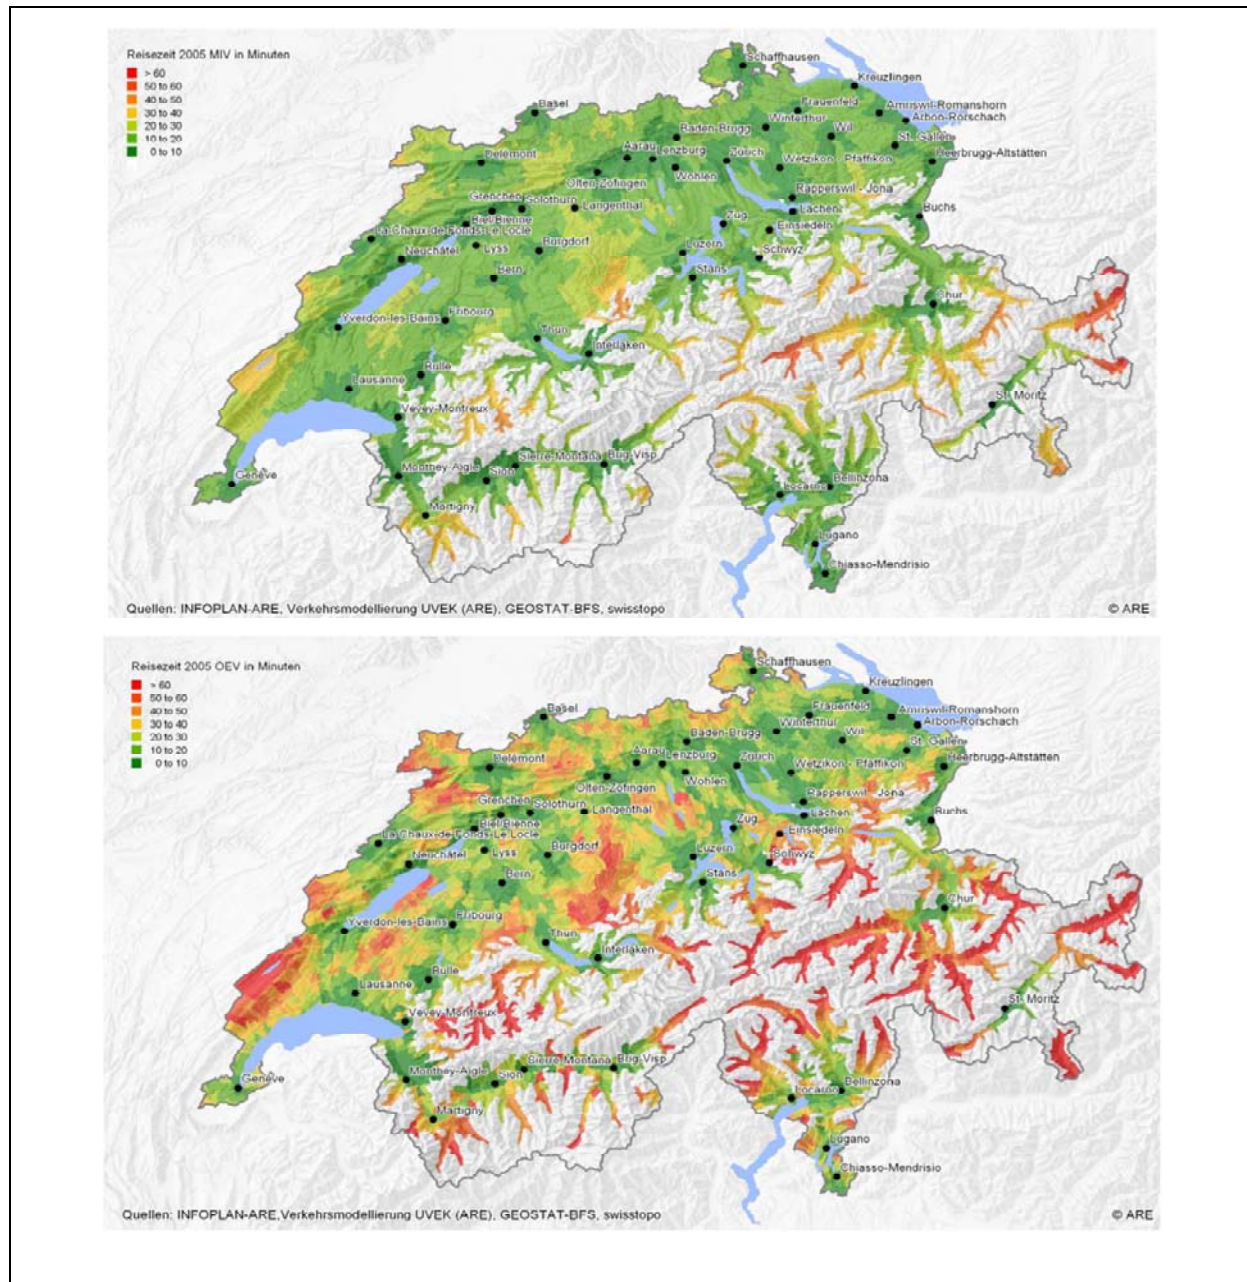 Reisezeit 2005 MIV in Minuten
> 60
50 to 60
40 to 50
30 to 40
20 to 30
10 to 20
0 to 10
Schaffhausen
Kreuzlingen
Basel
Frauenfeld
Amriswil-Romanshorn
Arbon-Rorschach
Winterthur
Wil
Baden-Brugg
St. Gallen
Delémont
Aarau
Lenzburg
Zürich
Wetzikon - Pfäffikon
Heerbrugg-Altstätten
Olten-Zofingen
Wohlen
Grenchen
Solothurn
Langenthal
Rapperswil - Jona
Lachen
Buchs
Biel/Bienne
Zug
Einsiedeln
La Chaux-de-Fonds-Le Locle
Lyss
Burgdorf
Luzern
Schwyz
Neuchâtel
Bern
Stans
Chur
Yverdon-les-Bains
Fribourg
Thun
Interlaken
Lausanne
Bulle
St. Moritz
Vevey-Montreux
Genève
Monthey-Aigle
Sion
Sierre-Montana
Brig-Visp
Martigny
Locarno
Bellinzona
Lugano
Chiasso-Mendrisio
Quellen: INFOPLAN-ARE, Verkehrsmodellierung UVEK (ARE), GEOSTAT-BFS, swisstopo
© ARE
Reisezeit 2005 OEV in Minuten
> 60
50 to 60
40 to 50
30 to 40
20 to 30
10 to 20
0 to 10
Schaffhausen
Kreuzlingen
Basel
Frauenfeld
Amriswil-Romanshorn
Arbon-Rorschach
Winterthur
Wil
Baden-Brugg
St. Gallen
Delémont
Aarau
Lenzburg
Zürich
Wetzikon - Pfäffikon
Heerbrugg-Altstätten
Olten-Zofingen
Wohlen
Grenchen
Solothurn
Langenthal
Rapperswil - Jona
Lachen
Buchs
Biel/Bienne
Zug
Einsiedeln
La Chaux-de-Fonds-Le Locle
Lyss
Burgdorf
Luzern
Schwyz
Neuchâtel
Bern
Stans
Chur
Yverdon-les-Bains
Fribourg
Thun
Interlaken
Lausanne
Bulle
St. Moritz
Vevey-Montreux
Genève
Monthey-Aigle
Sion
Sierre-Montana
Brig-Visp
Martigny
Locarno
Bellinzona
Lugano
Chiasso-Mendrisio
Quellen: INFOPLAN-ARE,Verkehrsmodellierung UVEK (ARE), GEOSTAT-BFS, swisstopo
© ARE